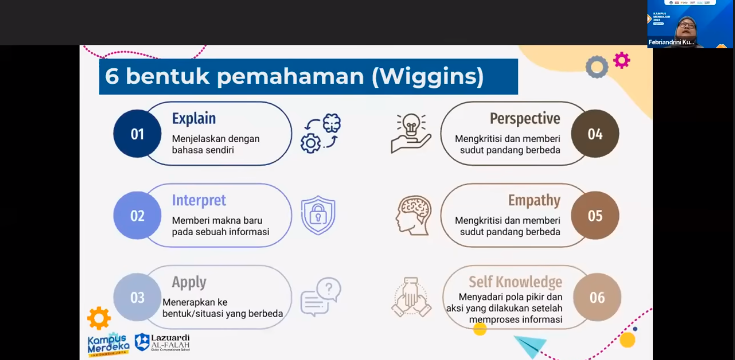 KAMPUS
MERDEKA
Febriandrini Ku...
6 bentuk pemahaman (Wiggins)
01
Explain
Menjelaskan dengan
bahasa sendiri
02
Interpret
Memberi makna baru
pada sebuah informasi
03
Apply
Menerapkan ke
bentuk/situasi yang berbeda
Perspective
Mengkritisi dan memberi
sudut pandang berbeda
04
Empathy
Mengkritisi dan memberi
sudut pandang berbeda
05
Self Knowledge
Menyadari pola pikir dan
aksi yang dilakukan setelah
memproses informasi
06
Kampus
Merdeka
Lazuardi
AL-FALAH